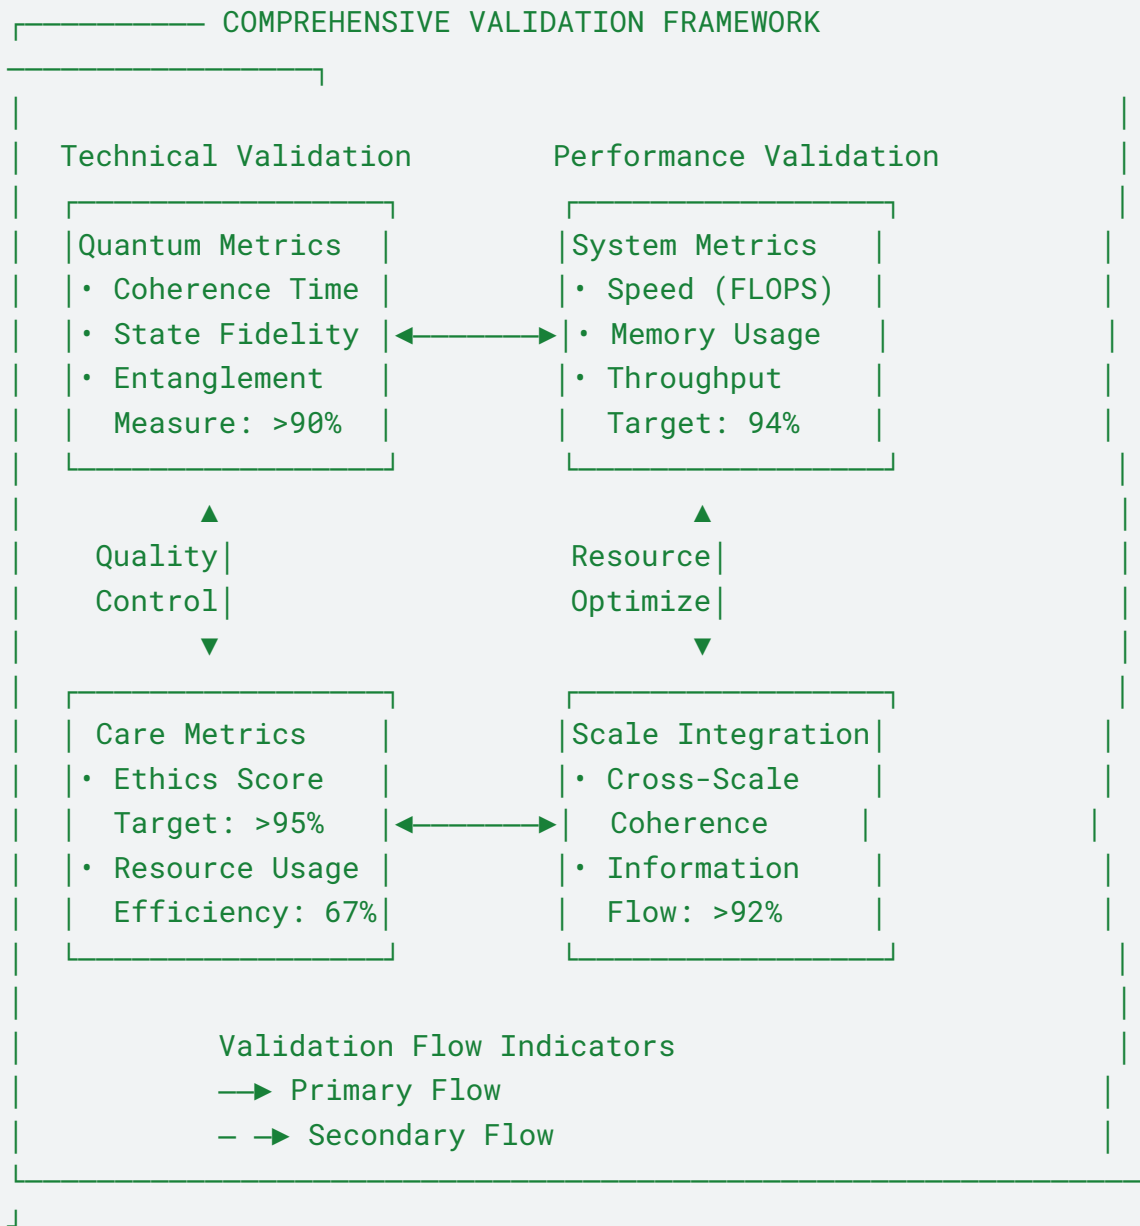 COMPREHENSIVE VALIDATION FRAMEWORK
Technical Validation Performance Validation
Quantum Metrics System Metrics
• Coherence Time • Speed (FLOPS)
• State Fidelity • Memory Usage
• Entanglement • Throughput
Measure: >90% Target: 94%
Quality Resource
Control Optimize
Care Metrics Scale Integration
• Ethics Score • Cross-Scale
Target: >95% Coherence
• Resource Usage • Information
Efficiency: 67% Flow: >92%
Validation Flow Indicators
──► Primary Flow
─ ─► Secondary Flow